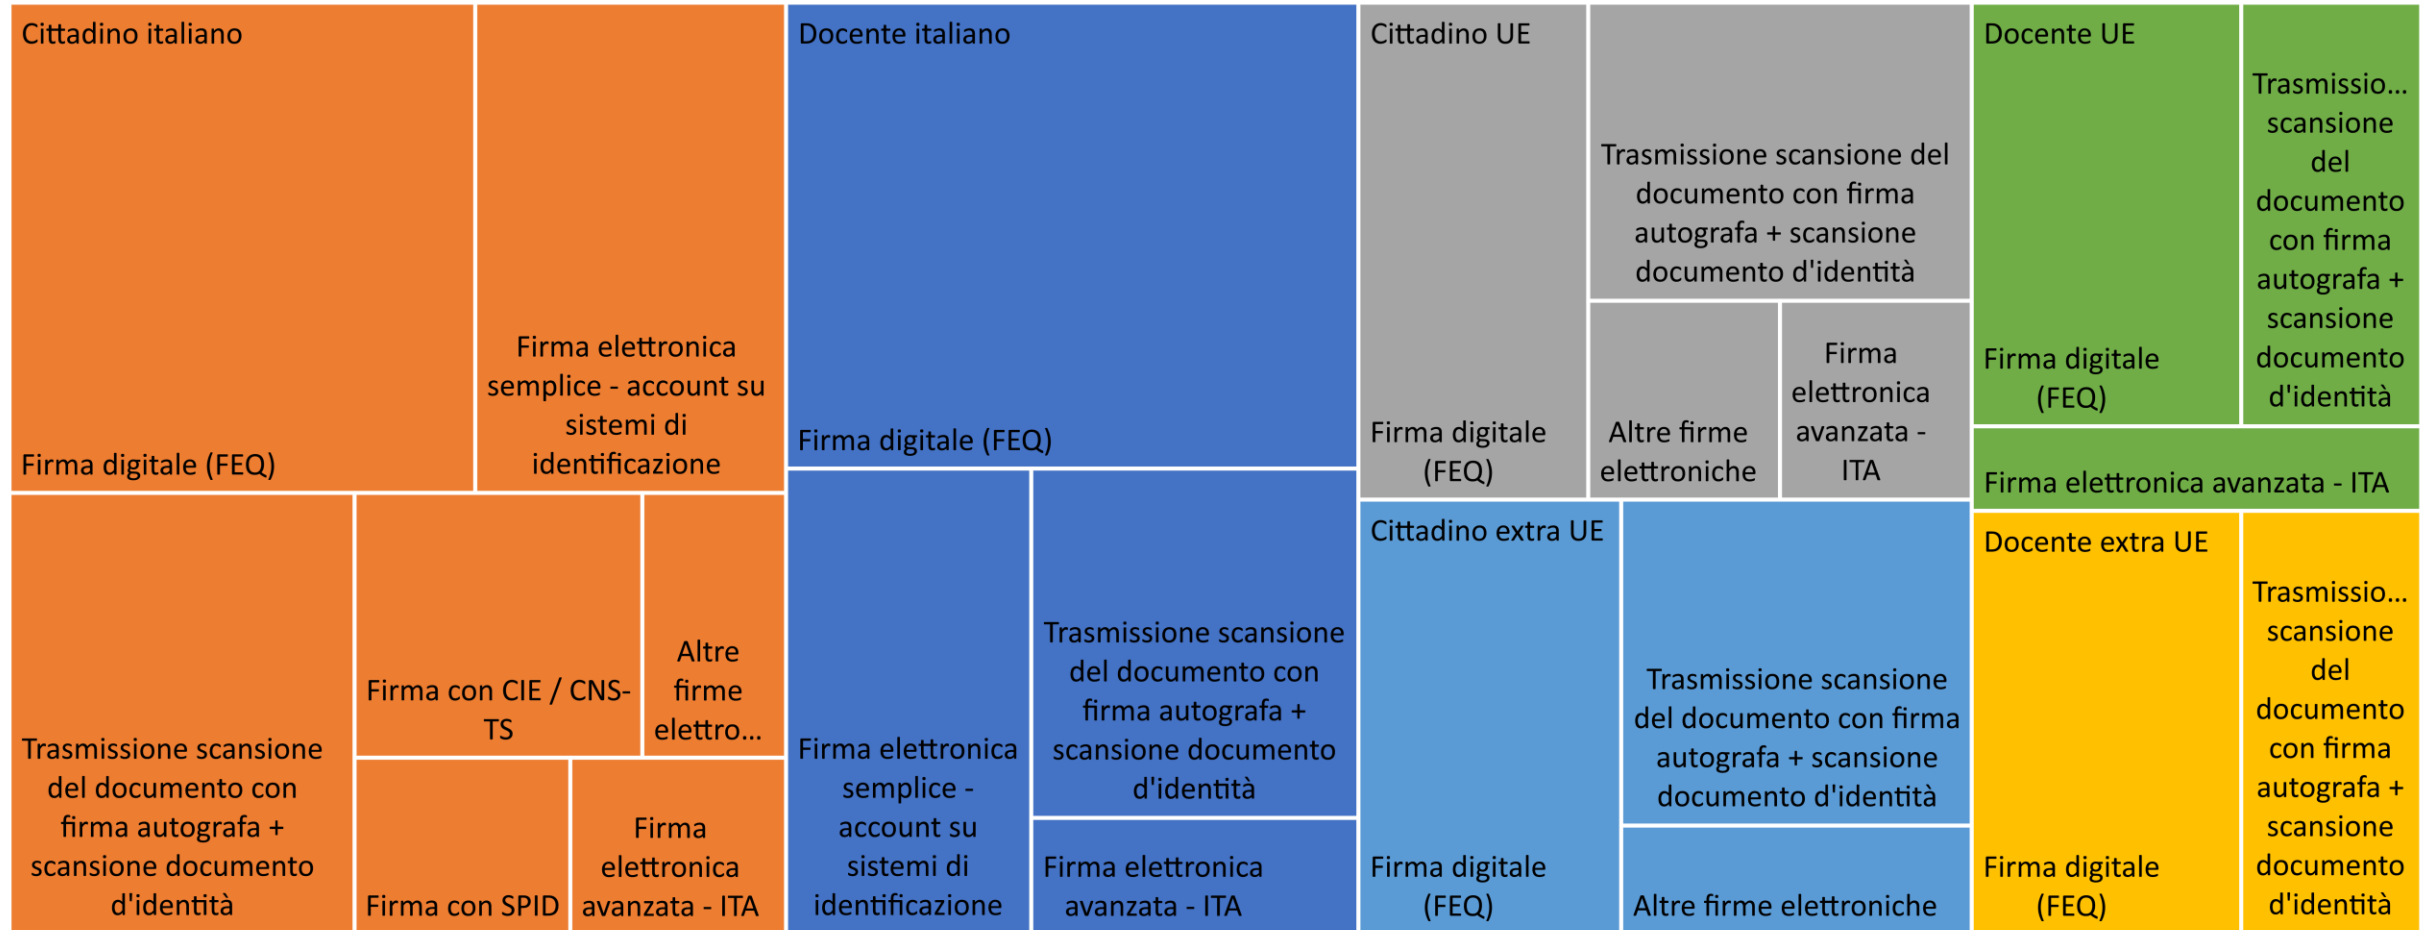 Cittadino italiano
Firma digitale (FEQ)
Firma elettronica
semplice - account su
sistemi di
identificazione
Trasmissione scansione
del documento con
firma autografa +
scansione documento
d'identità
Firma con CIE / CNS-
TS
Altre
firme
elettro...
Firma con SPID
Firma
elettronica
avanzata - ITA
Docente italiano
Firma digitale (FEQ)
Firma elettronica
semplice -
account su
sistemi di
identificazione
Trasmissione scansione
del documento con
firma autografa +
scansione documento
d'identità
Firma elettronica
avanzata - ITA
Cittadino UE
Firma digitale
(FEQ)
Trasmissione scansione del
documento con firma
autografa + scansione
documento d'identità
Altre firme
elettroniche
Firma
elettronica
avanzata -
ITA
Cittadino extra UE
Firma digitale
(FEQ)
Trasmissione scansione
del documento con firma
autografa + scansione
documento d'identità
Altre firme elettroniche
Docente UE
Firma digitale
(FEQ)
Trasmissio...
scansione
del
documento
con firma
autografa +
scansione
documento
d'identità
Firma elettronica avanzata - ITA
Docente extra UE
Firma digitale
(FEQ)
Trasmissio...
scansione
del
documento
con firma
autografa +
scansione
documento
d'identità